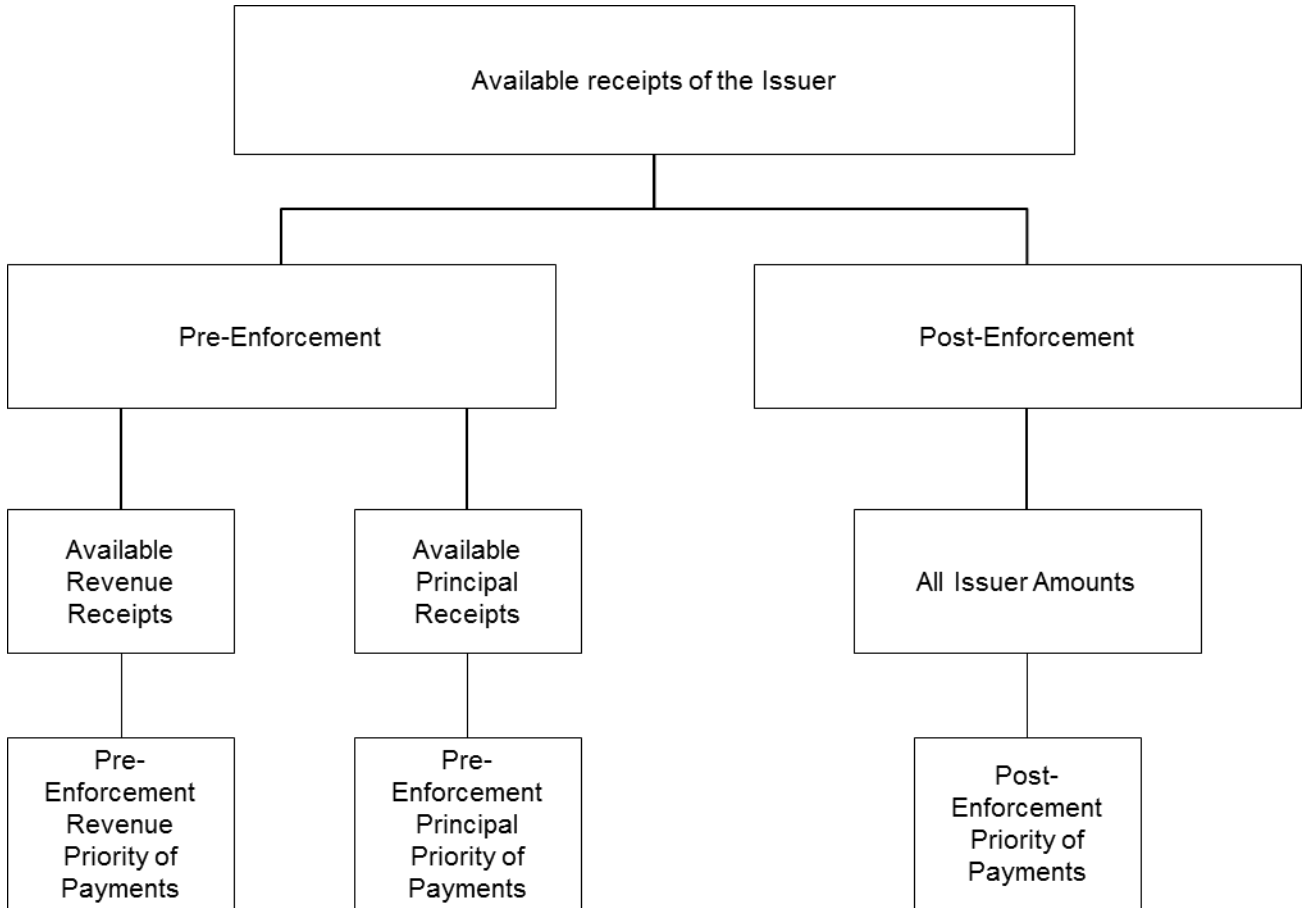 Available receipts of the Issuer
Pre-Enforcement
Post-Enforcement
Available
Revenue
Receipts
Available
Principal
Receipts
All Issuer Amounts
Pre-
Enforcement
Revenue
Priority of
Payments
Pre-
Enforcement
Principal
Priority of
Payments
Post-
Enforcement
Priority of
Payments